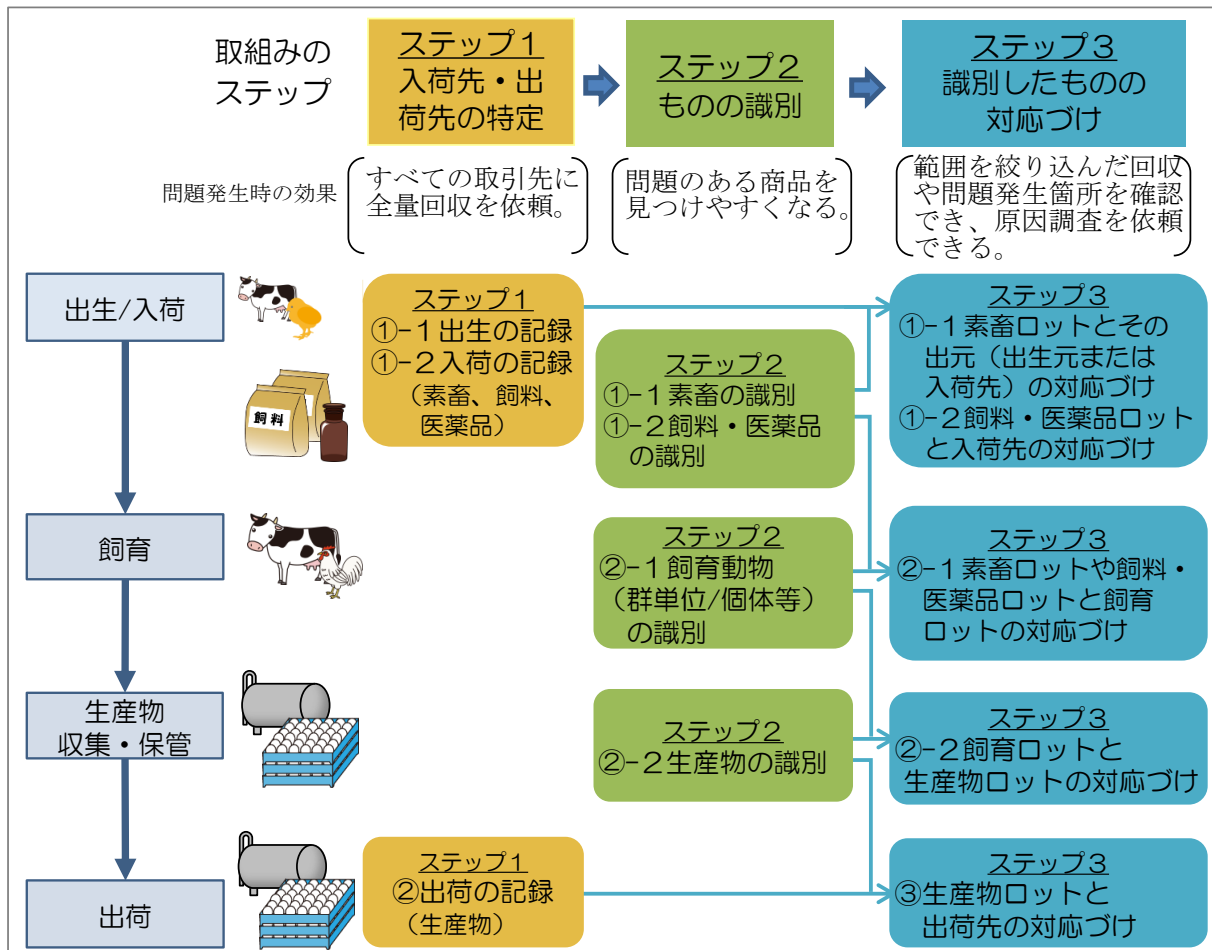 取組みの
ステップ
ステップ１
入荷先・出
荷先の特定
ステップ２
ものの識別
ステップ３
識別したものの
対応づけ
問題発生時の効果
すべての取引先に
全量回収を依頼。
問題のある商品を
見つけやすくなる。
範囲を絞り込んだ回収
や問題発生箇所を確認
でき、原因調査を依頼
できる。
出生/入荷
飼料
ステップ１
①-１出生の記録
①-２入荷の記録
（素畜、飼料、
医薬品）
ステップ２
①-１素畜の識別
①-２飼料・医薬品
の識別
ステップ３
①-１素畜ロットとその
出元（出生元または
入荷先）の対応づけ
①-２飼料・医薬品ロット
と入荷先の対応づけ
飼育
ステップ２
②-１飼育動物
（群単位/個体等）
の識別
ステップ３
②-１素畜ロットや飼料・
医薬品ロットと飼育
ロットの対応づけ
生産物
収集・保管
ステップ２
②-２生産物の識別
ステップ３
②-２飼育ロットと
生産物ロットの対応づけ
出荷
ステップ１
②出荷の記録
（生産物）
ステップ３
③生産物ロットと
出荷先の対応づけ